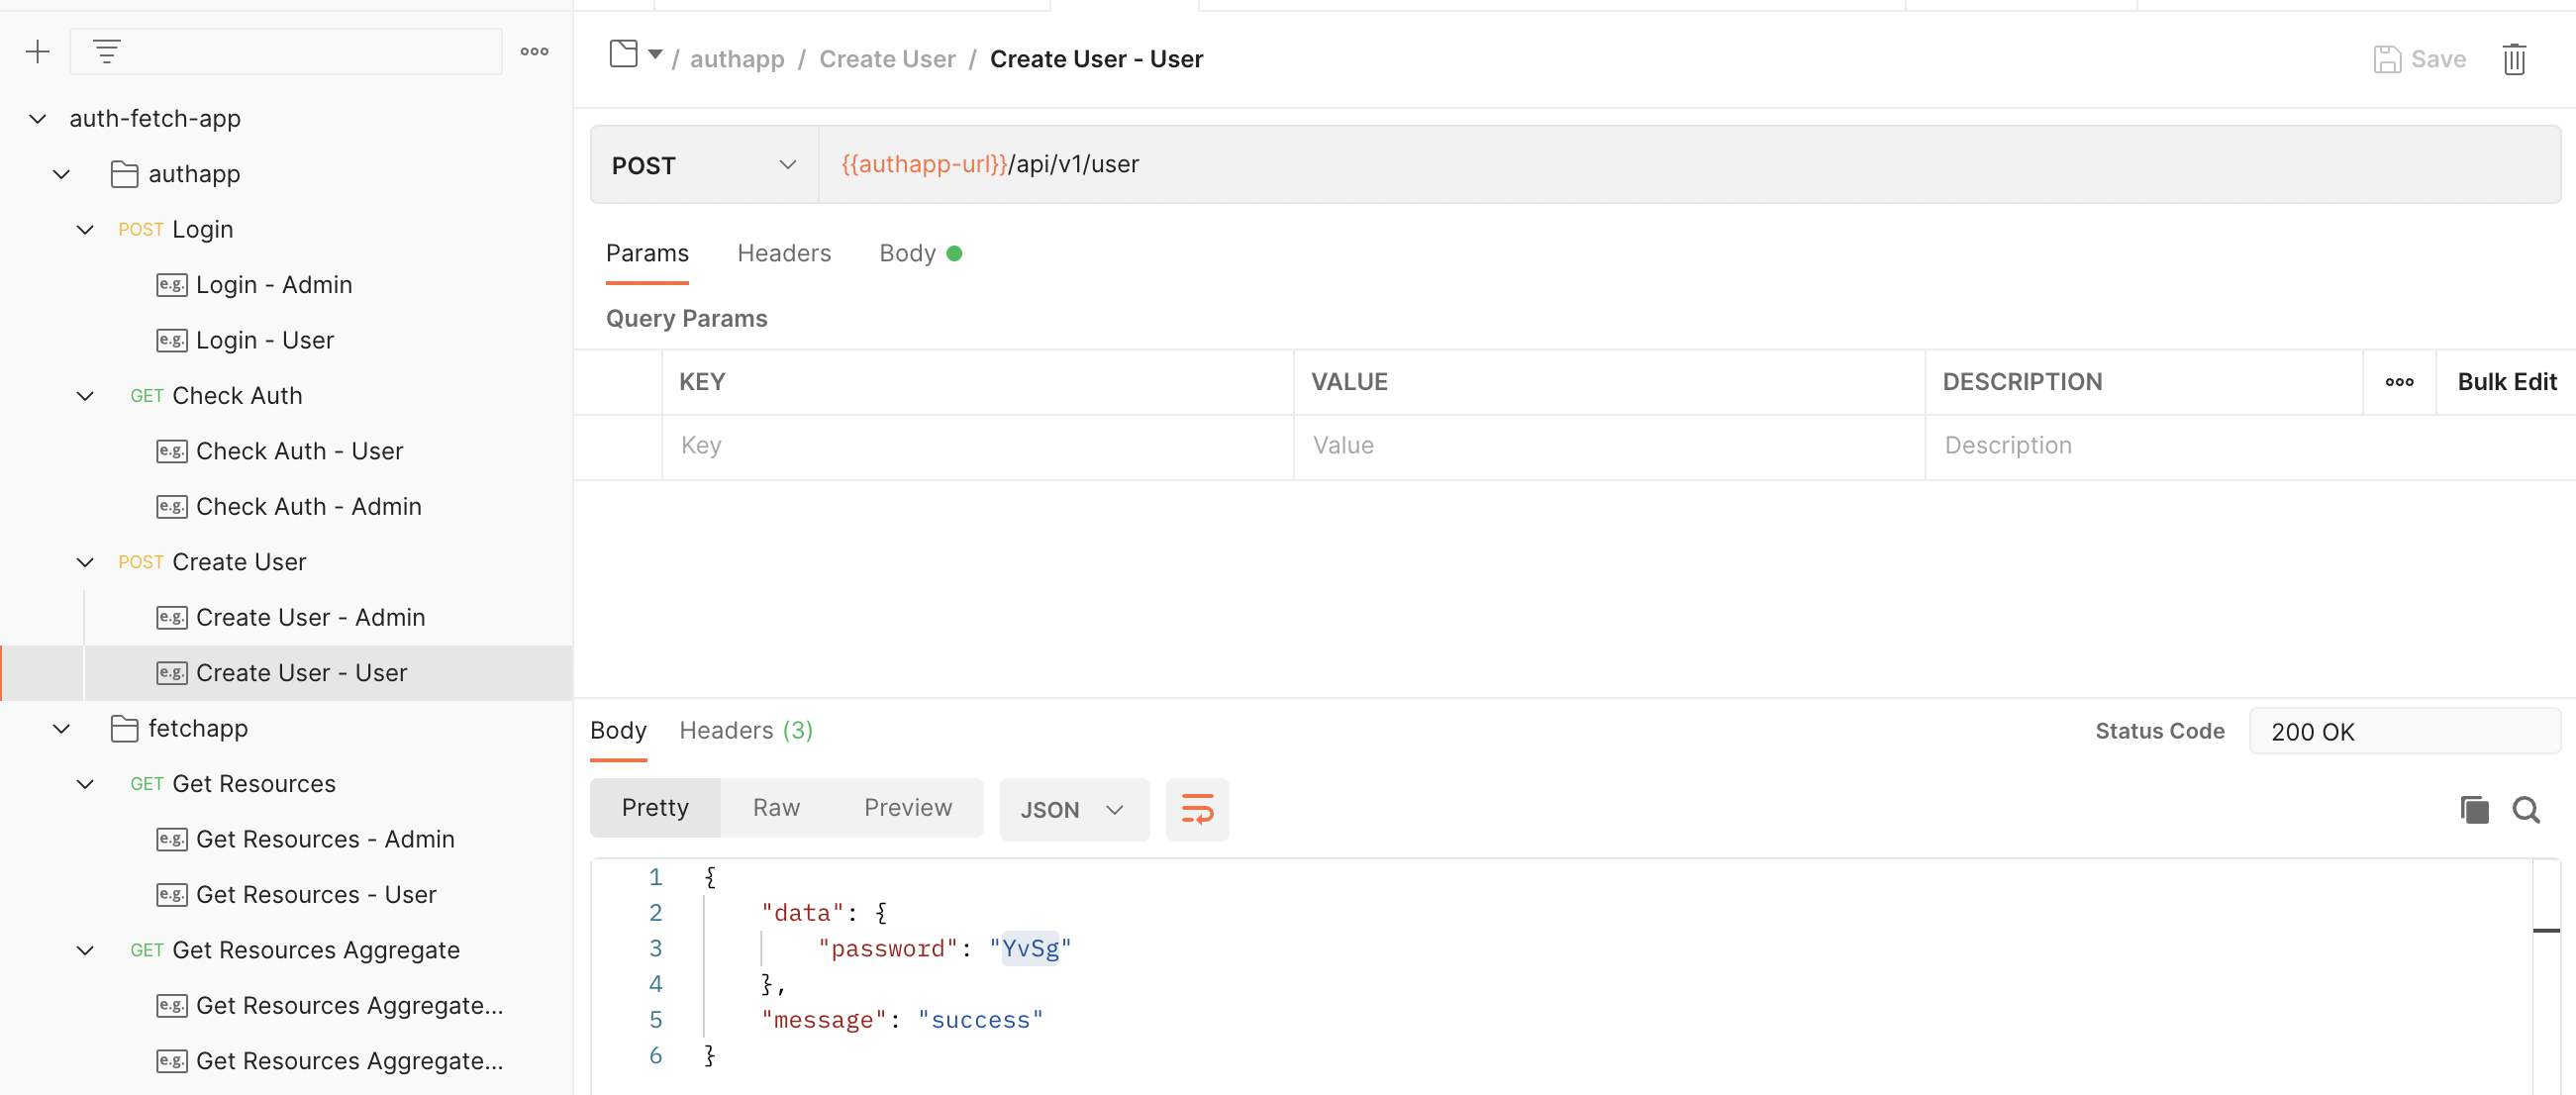 auth-fetch-app
authapp
POST Login
e.g. Login - Admin
e.g. Login - User
GET Check Auth
e.g. Check Auth - User
e.g. Check Auth - Admin
POST Create User
e.g. Create User - Admin
e.g. Create User - User
fetchapp
GET Get Resources
e.g. Get Resources - Admin
e.g. Get Resources - User
GET Get Resources Aggregate
e.g. Get Resources Aggregate...
e.g. Get Resources Aggregate...
/ authapp / Create User / Create User - User
Save
POST {{authapp-url}}/api/v1/user
Params Headers Body
Query Params
KEY VALUE DESCRIPTION Bulk Edit
Key Value Description
Body Headers (3) Status Code 200 OK
Pretty Raw Preview JSON
1 {
2 "data": {
3 "password": "YvSg"
4 },
5 "message": "success"
6 }